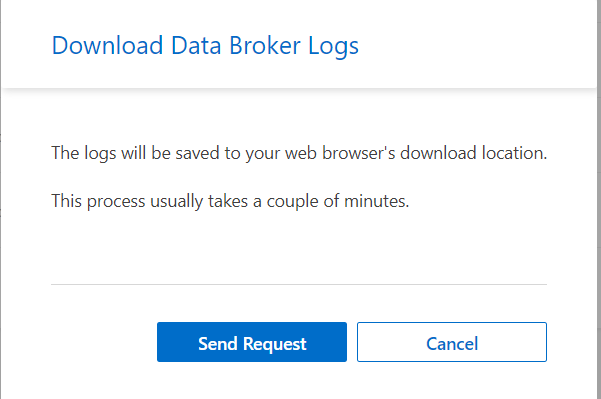 Download Data Broker Logs
The logs will be saved to your web browser's download location.
This process usually takes a couple of minutes.
Send Request
Cancel